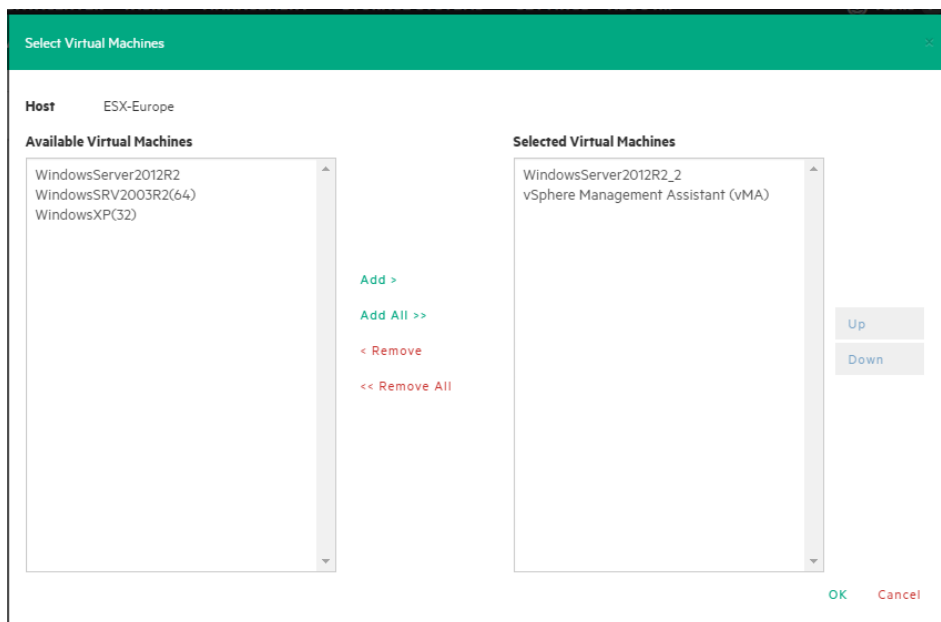 Select Virtual Machines
Host ESX-Europe
Available Virtual Machines
WindowsServer2012R2
WindowsSRV2003R2(64)
WindowsXP(32)
Add >
Add All >>
< Remove
<< Remove All
Selected Virtual Machines
WindowsServer2012R2_2
vSphere Management Assistant (vMA)
Up
Down
OK Cancel